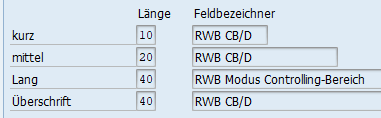 Länge Feldbezeichner
kurz 10 RWB CB/D
mittel 20 RWB CB/D
Lang 40 RWB Modus Controlling-Bereich
Überschrift 40 RWB CB/D